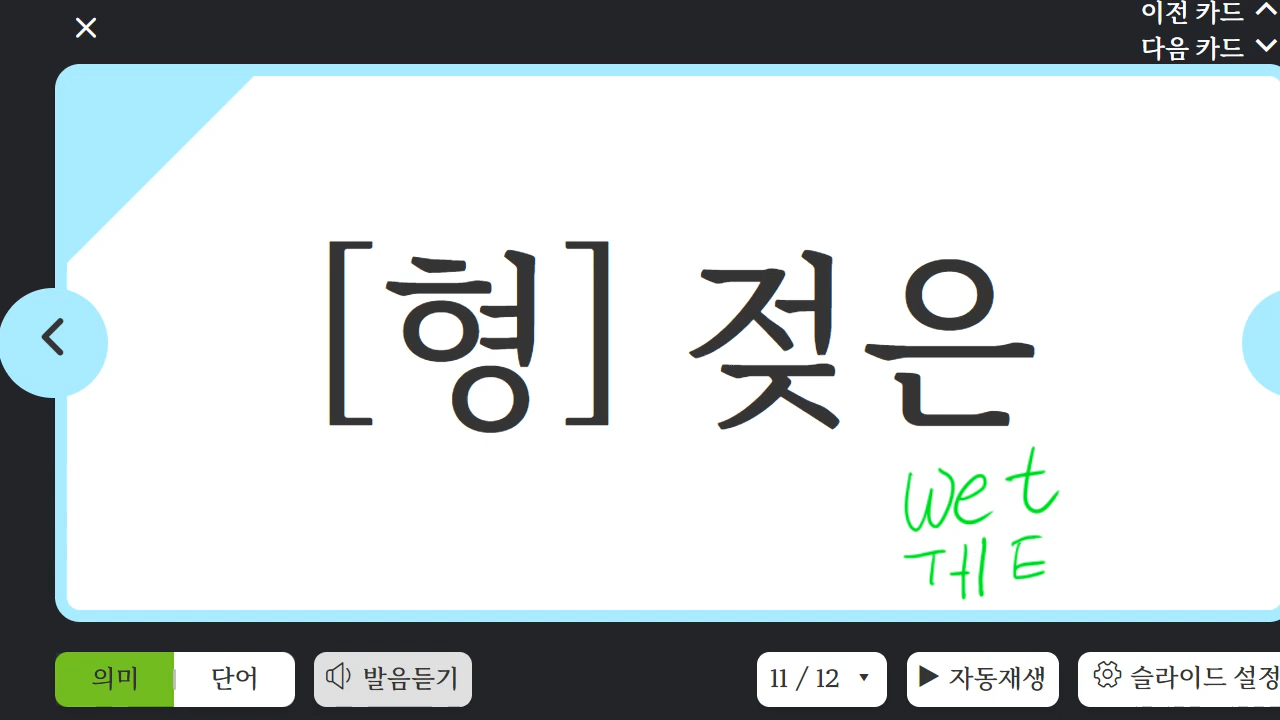 이전 카드
다음 카드
[형] 젖은
wet
ㅜㅔㅌ
의미 단어 발음듣기 11 / 12 자동재생 슬라이드 설정